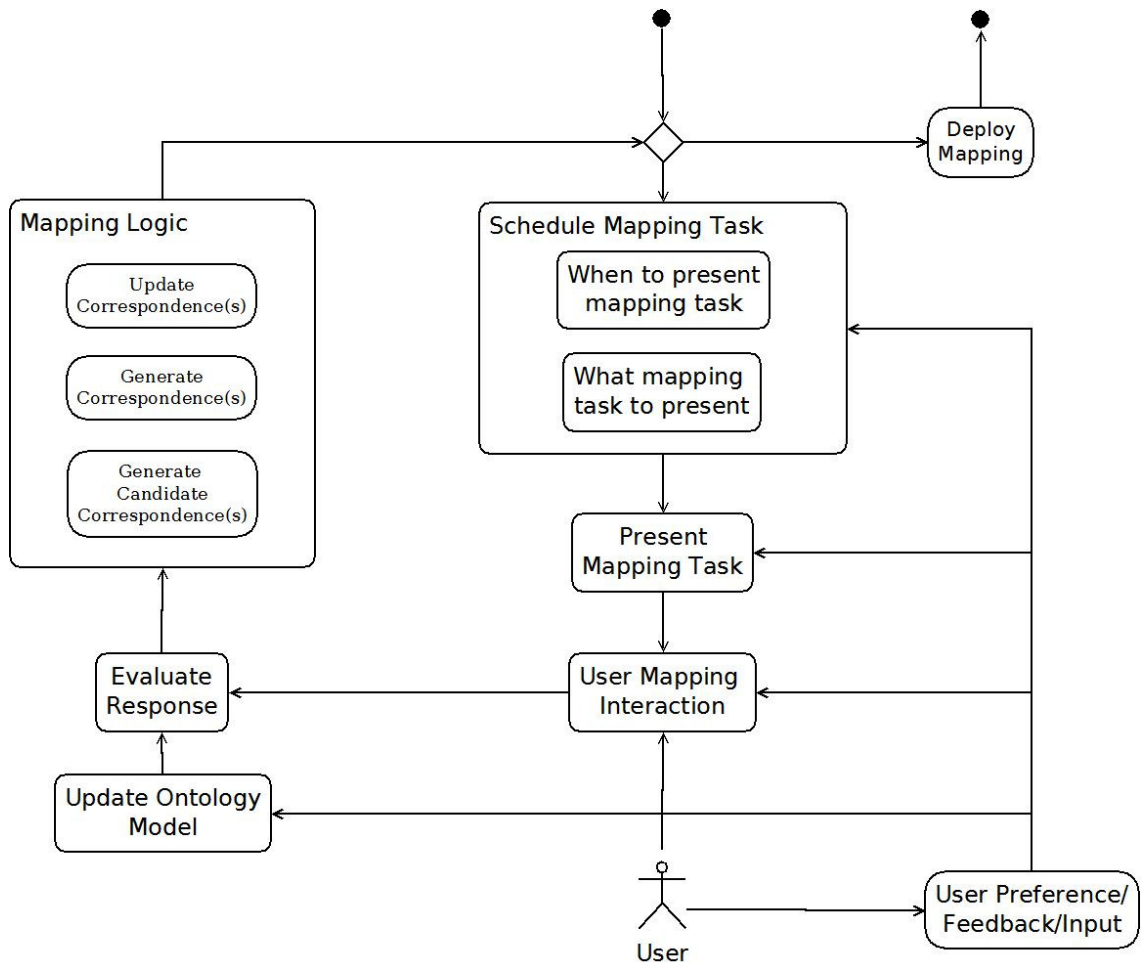 Deploy
Mapping
Mapping Logic
Update
Correspondence(s)
Generate
Correspondence(s)
Generate
Candidate
Correspondence(s)
Schedule Mapping Task
When to present
mapping task
What mapping
task to present
Present
Mapping Task
Evaluate
Response
User Mapping
Interaction
Update Ontology
Model
User Preference/
Feedback/Input
User